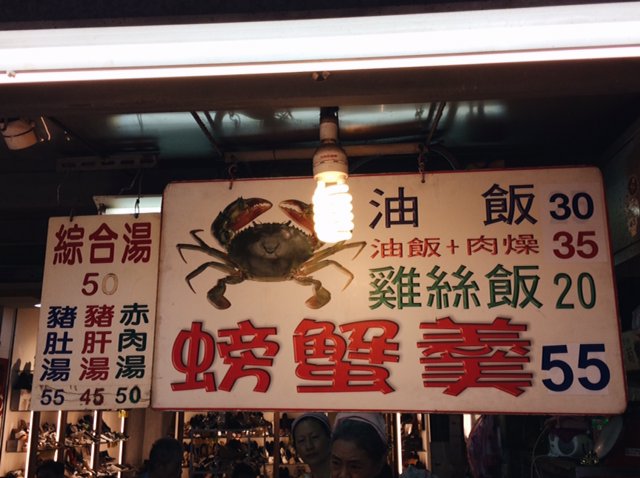 綜合湯
50
豬肚湯 55
豬肝湯 45
赤肉湯 50
油飯 30
油飯+肉燥 35
雞絲飯 20
螃蟹羹 55